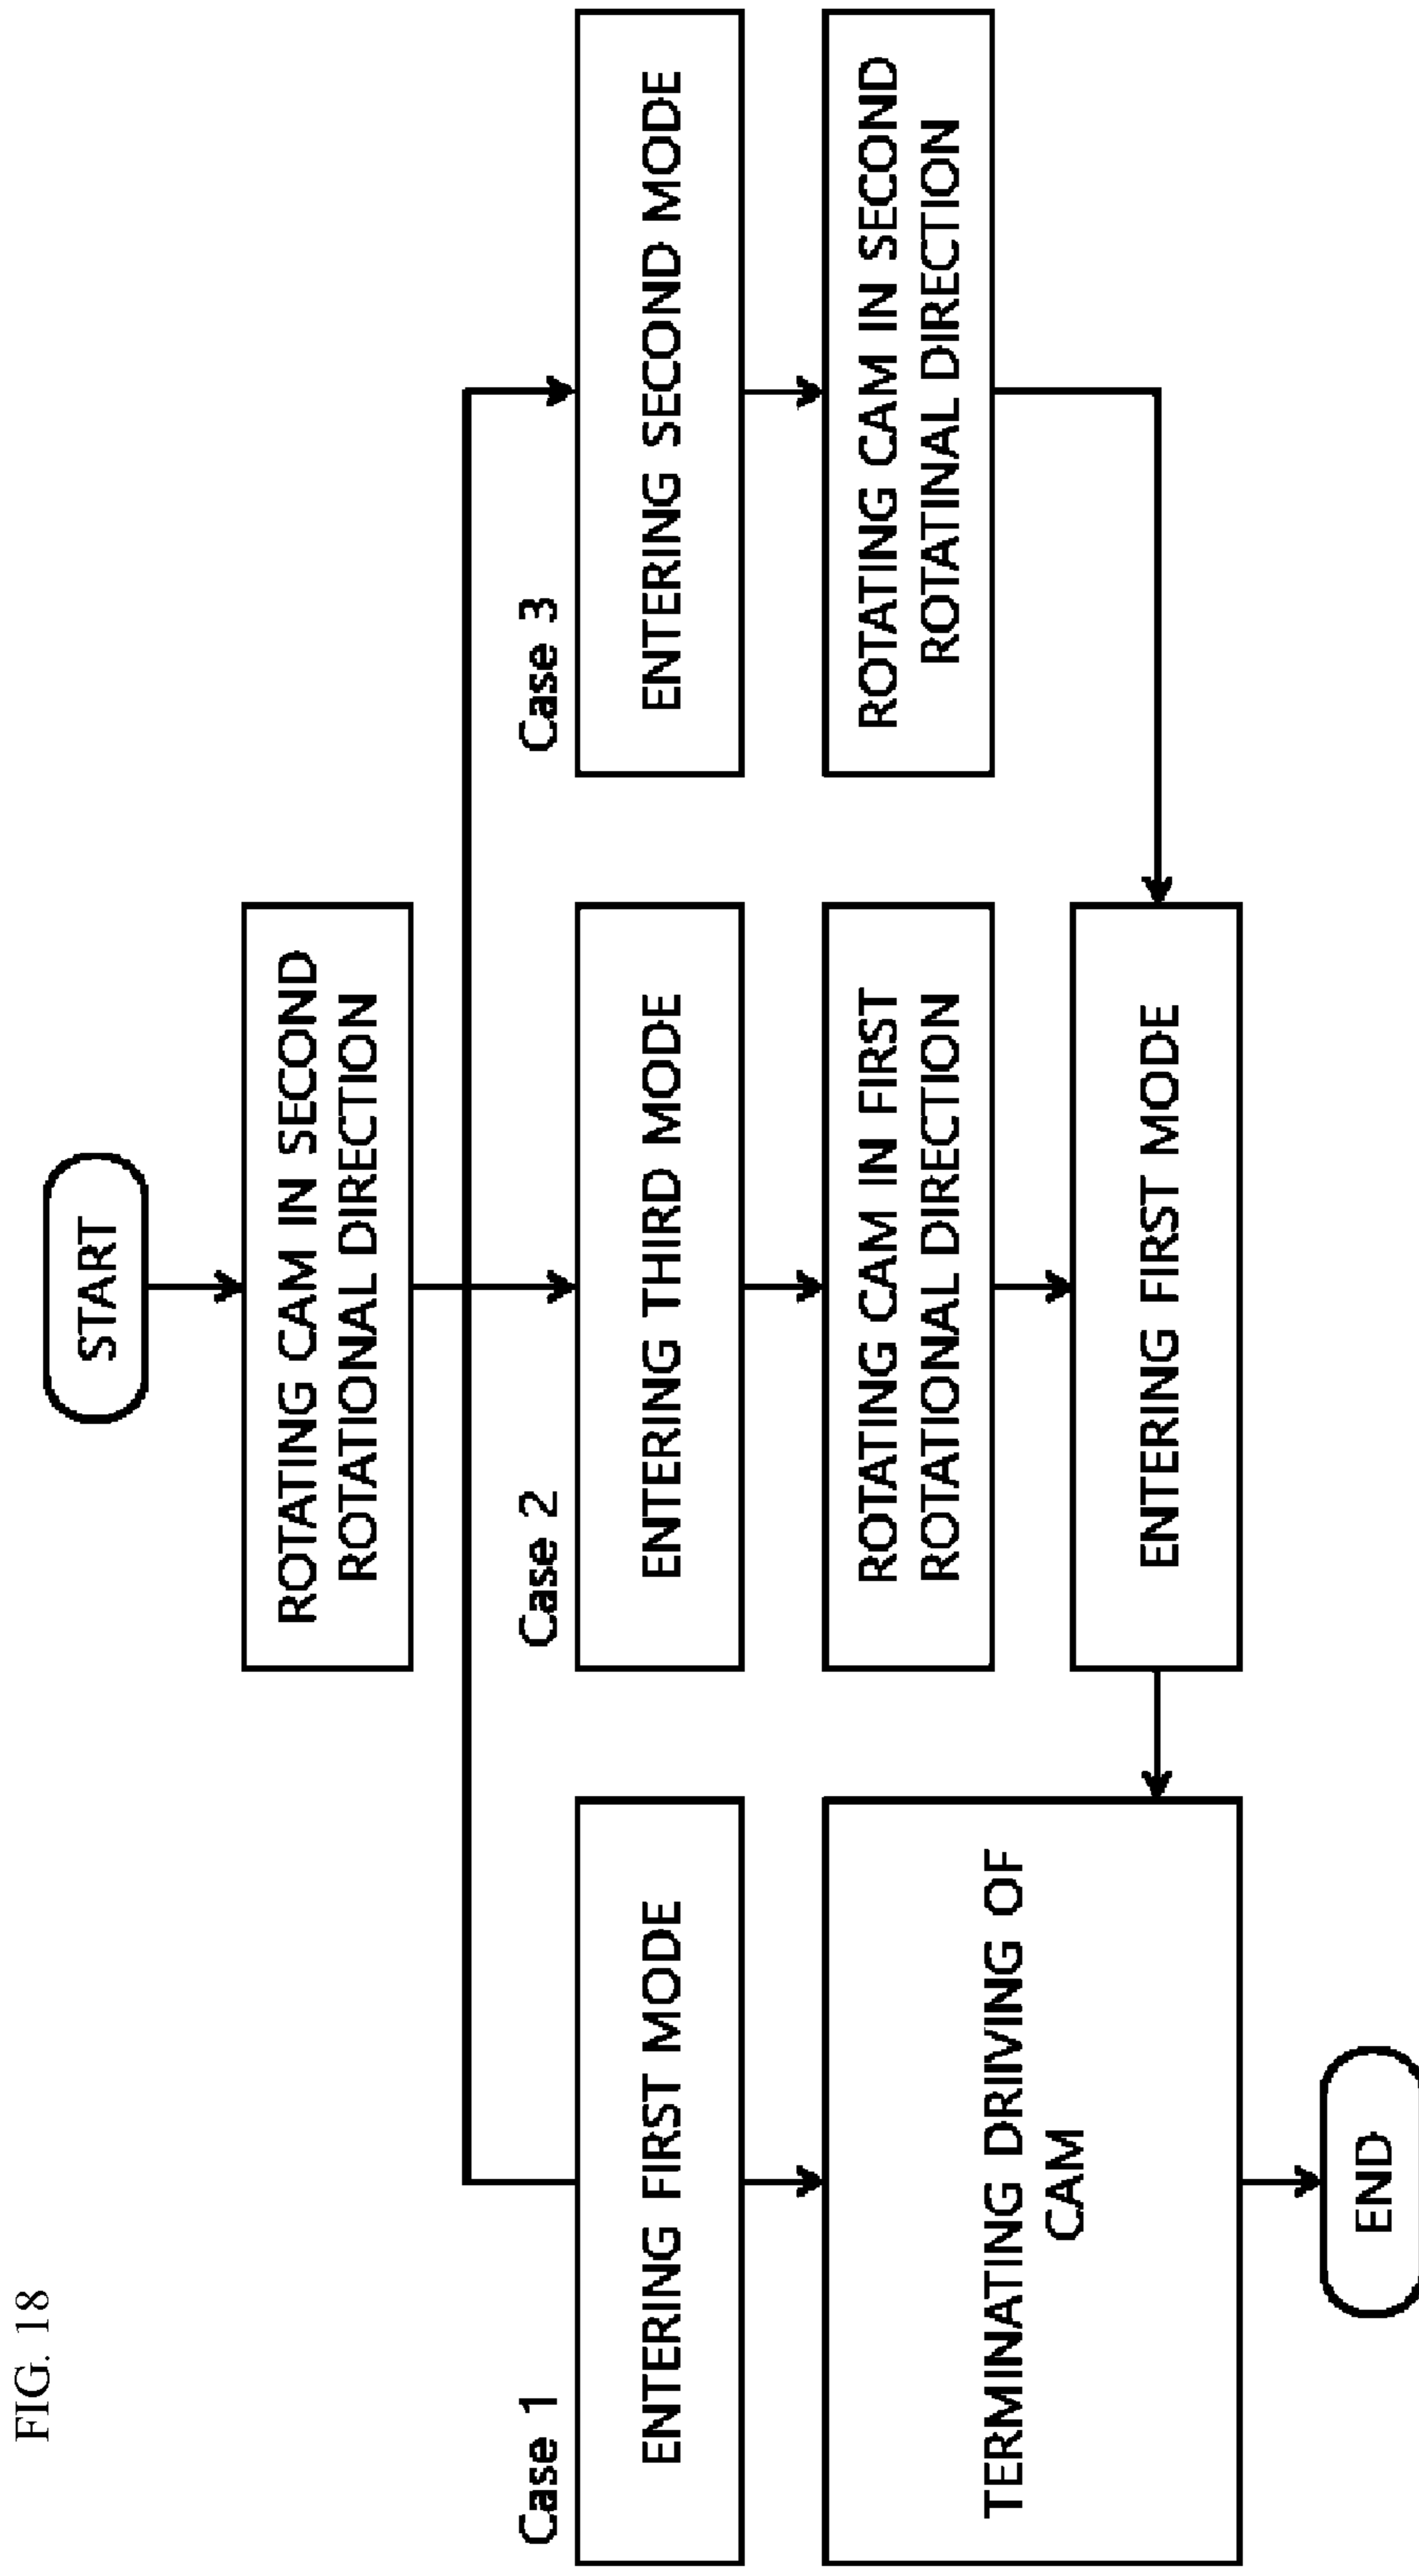 FIG. 18
START
ROTATING CAM IN SECOND
ROTATIONAL DIRECTION
Case 1
ENTERING FIRST MODE
Case 2
ENTERING THIRD MODE
Case 3
ENTERING SECOND MODE
TERMINATING DRIIVING OF
CAM
ROTATING CAM IN FIRST
ROTATIONAL DIRECTION
ROTATING CAM IN SECOND
ROTATINAL DIRECTION
ENTERING FIRST MODE
END